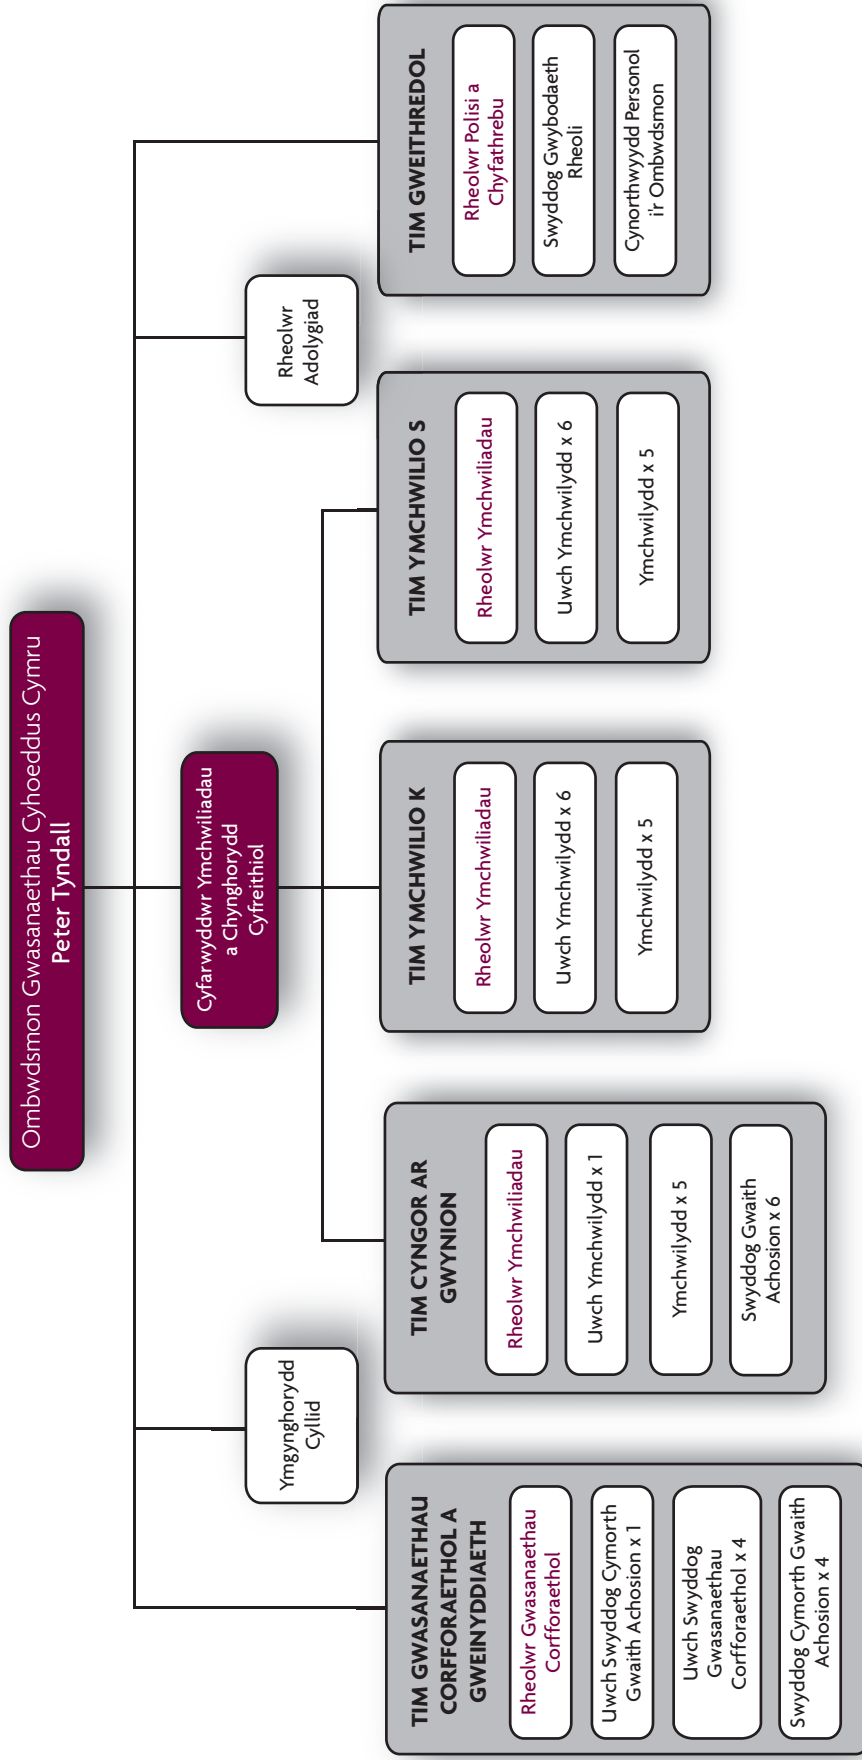 Ombwdsmon Gwasanaethau Cyhoeddus Cymru
Peter Tyndall
Cyfarwyddwr Ymchwiliadau
a Chynghorydd
Cyfreithiol
Ymgynghorydd
Cyllid
Rheolwr
Adolygiad
TIM GWASANAETHAU
CORFFORAETHOL A
GWEINYDDIAETH
Rheolwr Gwasanaethau
Corfforaethol
Uwch Swyddog Cymorth
Gwaith Achosion x 1
Uwch Swyddog
Gwasanaethau
Corfforaethol x 4
Swyddog Cymorth Gwaith
Achosion x 4
TIM CYNGOR AR
GWYNION
Rheolwr Ymchwiliadau
Uwch Ymchwilydd x 1
Ymchwilydd x 5
Swyddog Gwaith
Achosion x 6
TIM YMCHWILIO K
Rheolwr Ymchwiliadau
Uwch Ymchwilydd x 6
Ymchwilydd x 5
TIM YMCHWILIO S
Rheolwr Ymchwiliadau
Uwch Ymchwilydd x 6
Ymchwilydd x 5
TIM GWEITHREDOL
Rheolwr Polisi a
Chyfathrebu
Swyddog Gwybodaeth
Rheoli
Cynorthwyydd Personol
i'r Ombwdsmon